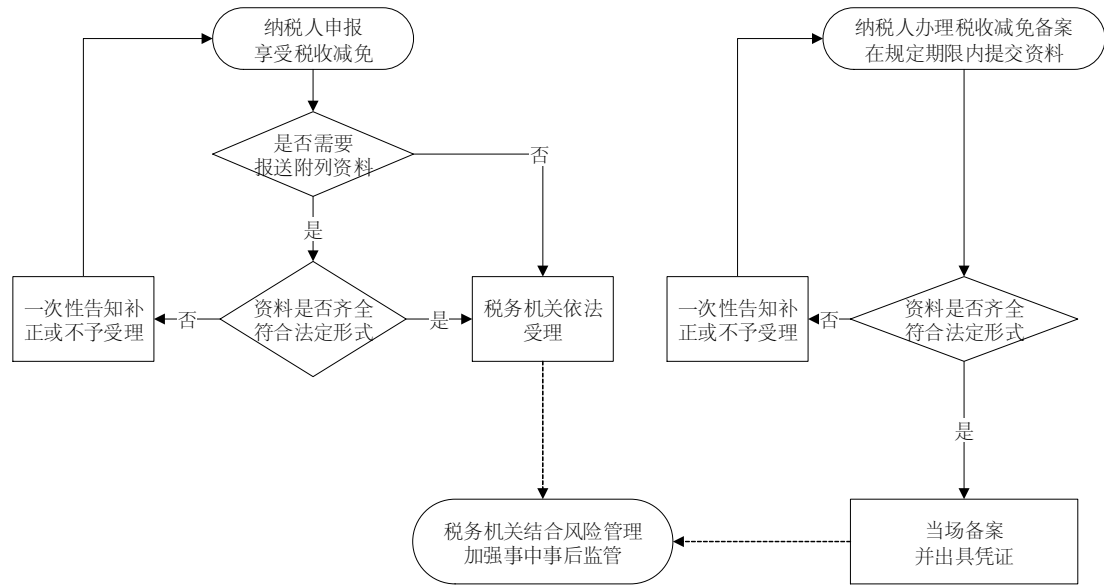 纳税人申报
享受税收减免
是否需要
报送附列资料
否
是
一次性告知补
正或不予受理
否
资料是否齐全
符合法定形式
是
税务机关依法
受理
纳税人办理税收减免备案
在规定期限内提交资料
一次性告知补
正或不予受理
否
资料是否齐全
符合法定形式
是
当场备案
并出具凭证
税务机关结合风险管理
加强事中事后监管